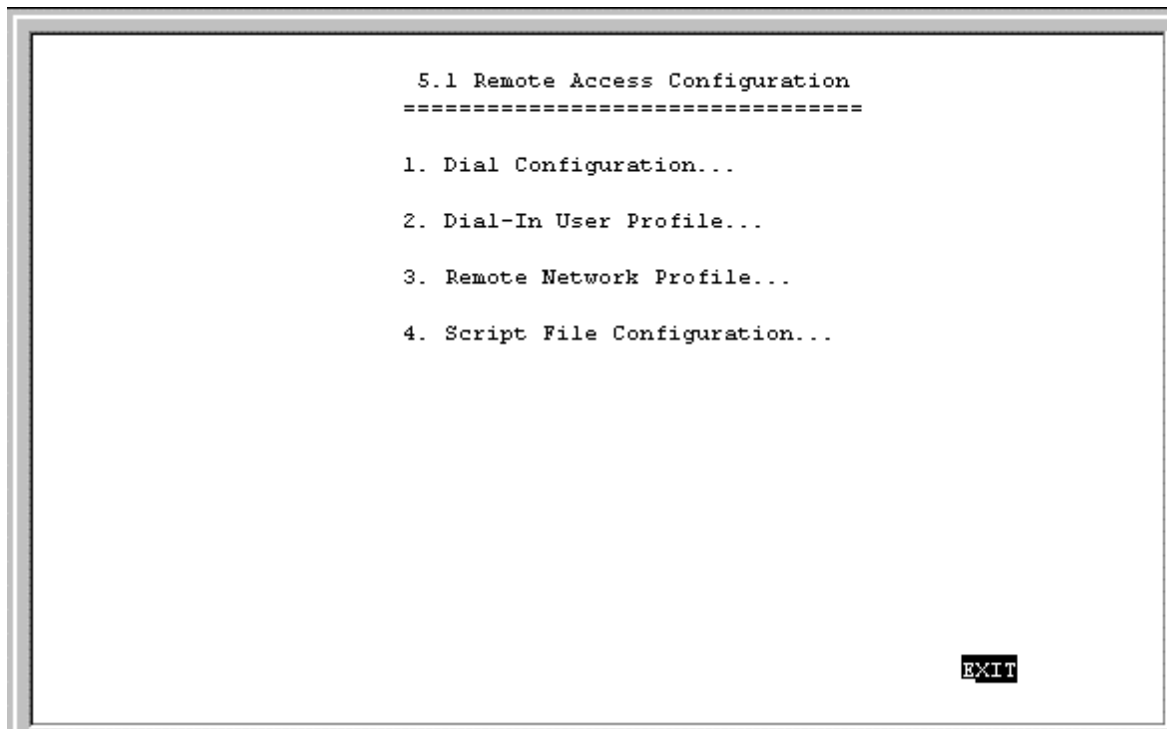 5.1 Remote Access Configuration
=================================
1. Dial Configuration...
2. Dial-In User Profile...
3. Remote Network Profile...
4. Script File Configuration...
EXIT